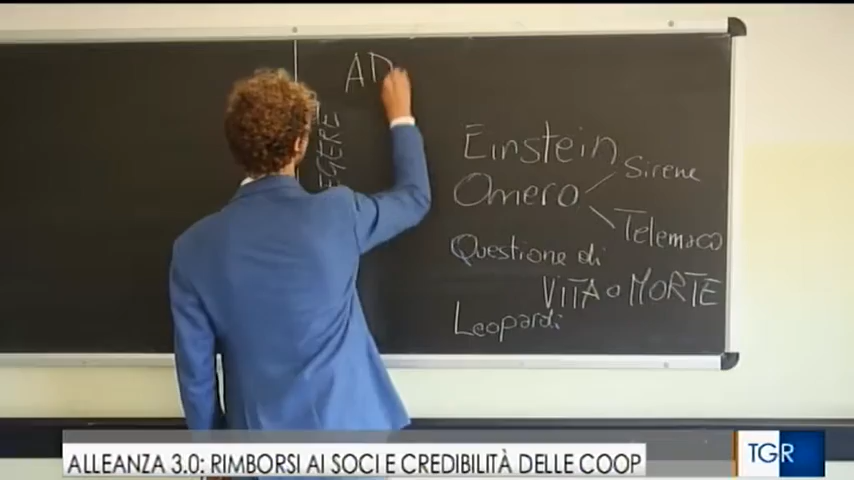 AD
EGERE
Einstein
Omero
Sirene
Telemaco
Questione di
VITA o MORTE
Leopardi
ALLEANZA 3.0: RIMBORSI AI SOCI E CREDIBILITÀ DELLE COOP
TGR